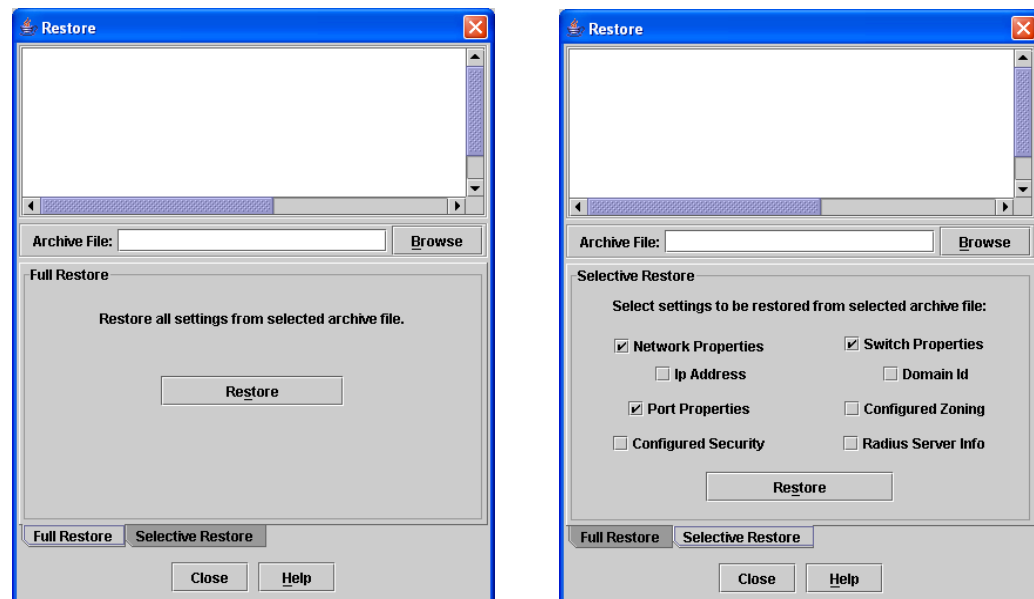 Restore
Archive File:
Browse
Full Restore
Restore all settings from selected archive file.
Restore
Full Restore
Selective Restore
Close
Help
Restore
Archive File:
Browse
Selective Restore
Select settings to be restored from selected archive file:
Network Properties
Switch Properties
Ip Address
Domain Id
Port Properties
Configured Zoning
Configured Security
Radius Server Info
Restore
Full Restore
Selective Restore
Close
Help